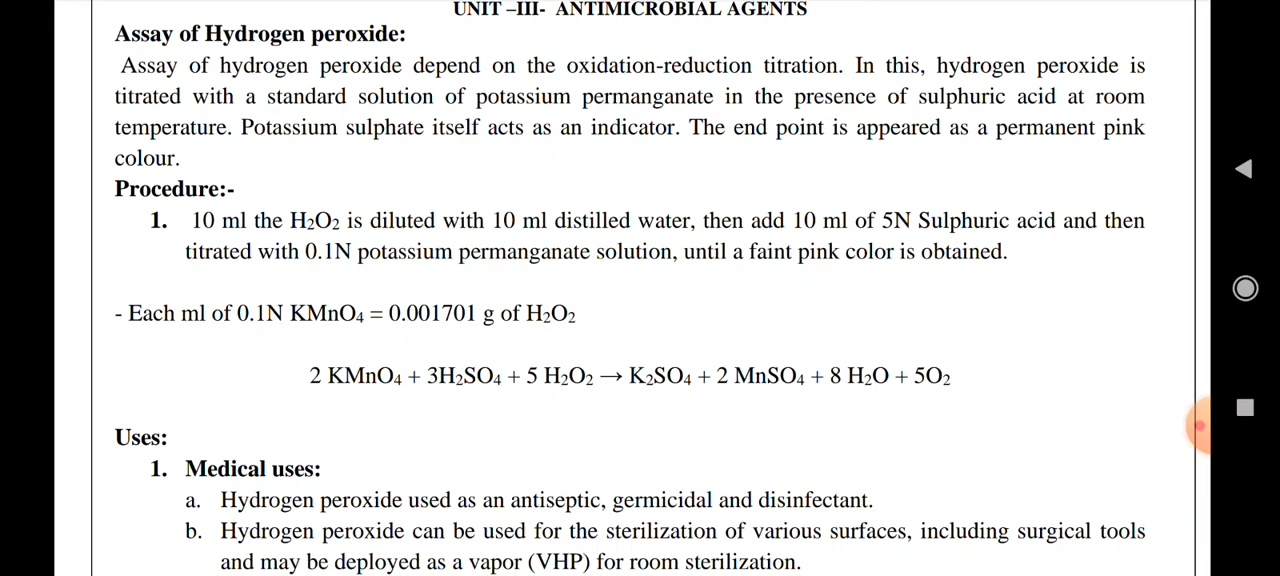 UNIT –III- ANTIMICROBIAL AGENTS
Assay of Hydrogen peroxide:
Assay of hydrogen peroxide depend on the oxidation-reduction titration. In this, hydrogen peroxide is
titrated with a standard solution of potassium permanganate in the presence of sulphuric acid at room
temperature. Potassium sulphate itself acts as an indicator. The end point is appeared as a permanent pink
colour.
Procedure:-
1. 10 ml the H₂O₂ is diluted with 10 ml distilled water, then add 10 ml of 5N Sulphuric acid and then
titrated with 0.1N potassium permanganate solution, until a faint pink color is obtained.
- Each ml of 0.1N KMnO₄ = 0.001701 g of H₂O₂
2 KMnO₄ + 3H₂SO₄ + 5 H₂O₂ → K₂SO₄ + 2 MnSO₄ + 8 H₂O + 5O₂
Uses:
1. Medical uses:
a. Hydrogen peroxide used as an antiseptic, germicidal and disinfectant.
b. Hydrogen peroxide can be used for the sterilization of various surfaces, including surgical tools
and may be deployed as a vapor (VHP) for room sterilization.